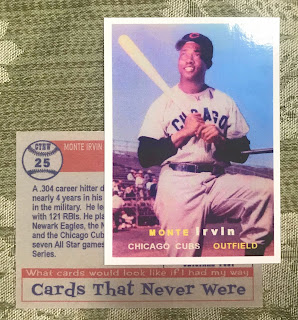 CHICAGO
MONTE irvin
CHICAGO CUBS OUTFIELD
CTNW
25
MONTE IRVIN
A .304 career hitter d
nearly 4 years in his
in the military. He le
with 121 RBIs. He pla
Newark Eagles, the N
and the Chicago Cub
seven All Star games
Series.
What cards would look like if I had my way
Cards That Never Were